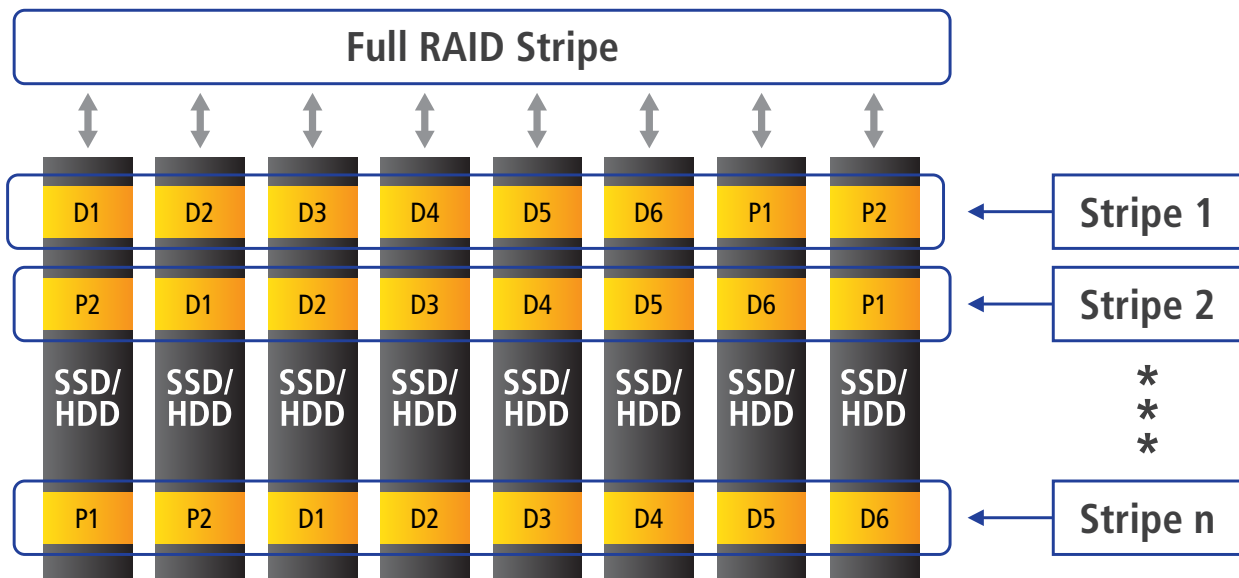 Full RAID Stripe
D1 D2 D3 D4 D5 D6 P1 P2
Stripe 1
P2 D1 D2 D3 D4 D5 D6 P1
Stripe 2
SSD/ SSD/ SSD/ SSD/ SSD/ SSD/ SSD/ SSD/
HDD HDD HDD HDD HDD HDD HDD HDD
*
*
*
P1 P2 D1 D2 D3 D4 D5 D6
Stripe n